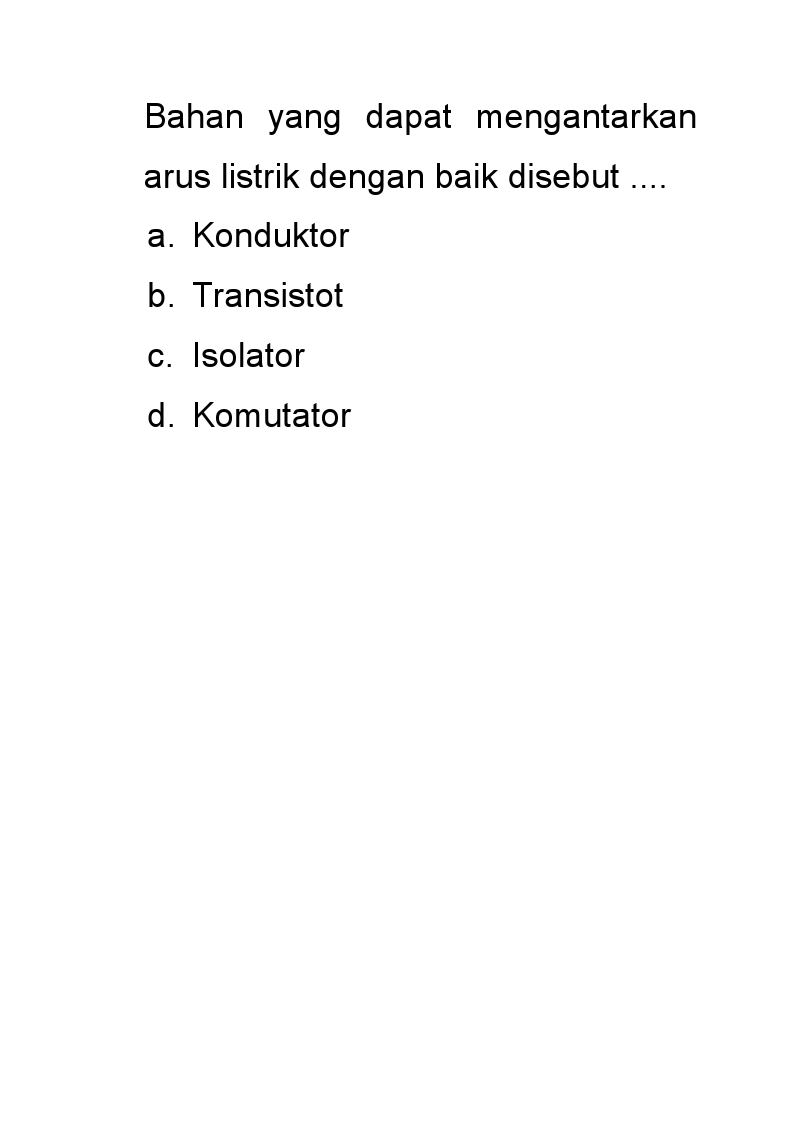 Bahan yang dapat mengantarkan
arus listrik dengan baik disebut ....
a. Konduktor
b. Transistot
c. Isolator
d. Komutator